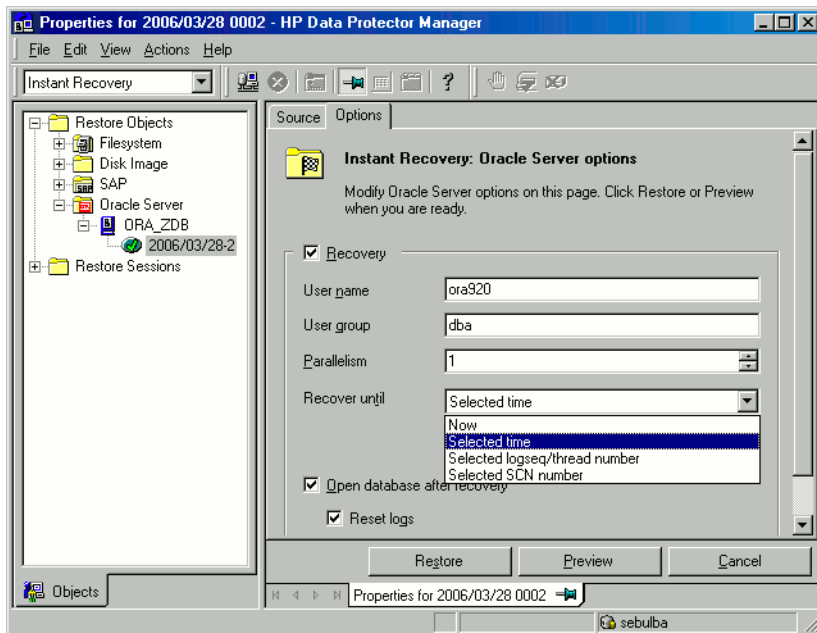 Properties for 2006/03/28 0002 - HP Data Protector Manager
File Edit View Actions Help
Instant Recovery
Restore Objects
Filesystem
Disk Image
SAP
Oracle Server
ORA_ZDB
2006/03/28-2
Restore Sessions
Objects
Source Options
Instant Recovery: Oracle Server options
Modify Oracle Server options on this page. Click Restore or Preview
when you are ready.
Recovery
User name ora920
User group dba
Parallelism 1
Recover until Selected time
Now
Selected time
Selected logseq/thread number
Selected SCN number
Open database after recovery
Reset logs
Restore Preview Cancel
Properties for 2006/03/28 0002
sebulba